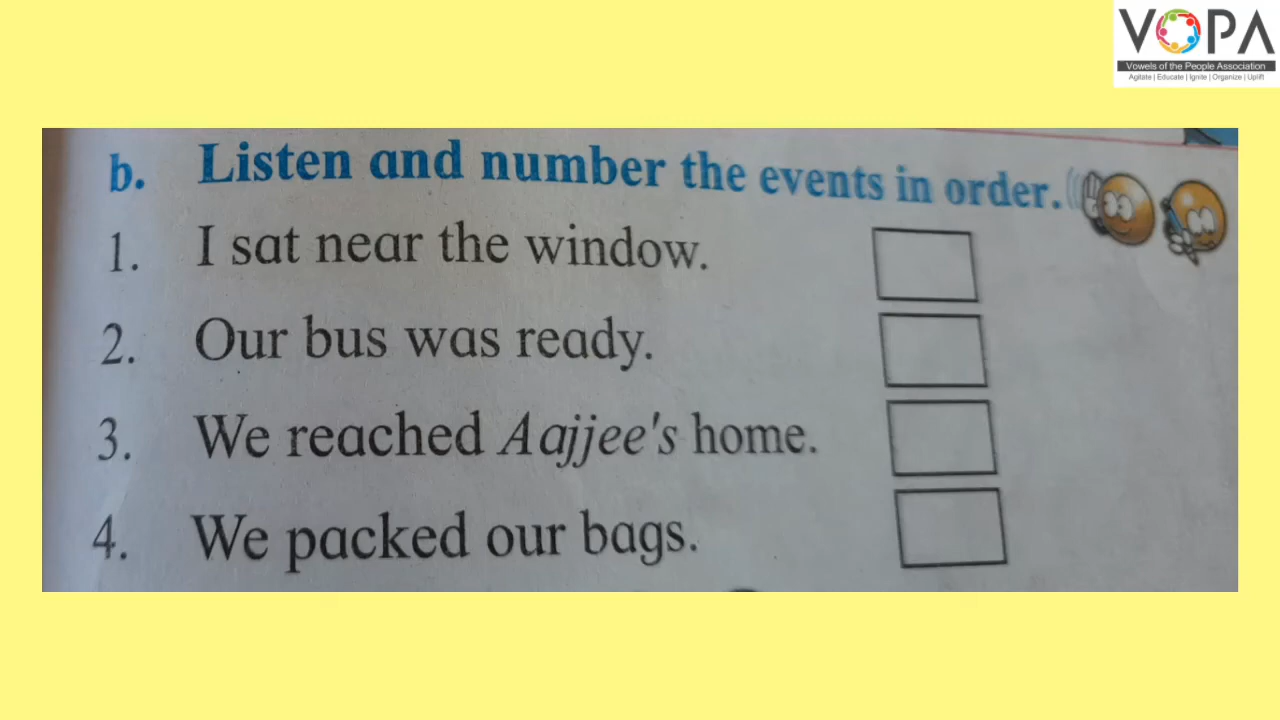 VOPA
Vowels of the People Association
Agitate | Educate | Ignite | Organize | Uplift
b. Listen and number the events in order.
1. I sat near the window.
2. Our bus was ready.
3. We reached Aajjee's home.
4. We packed our bags.